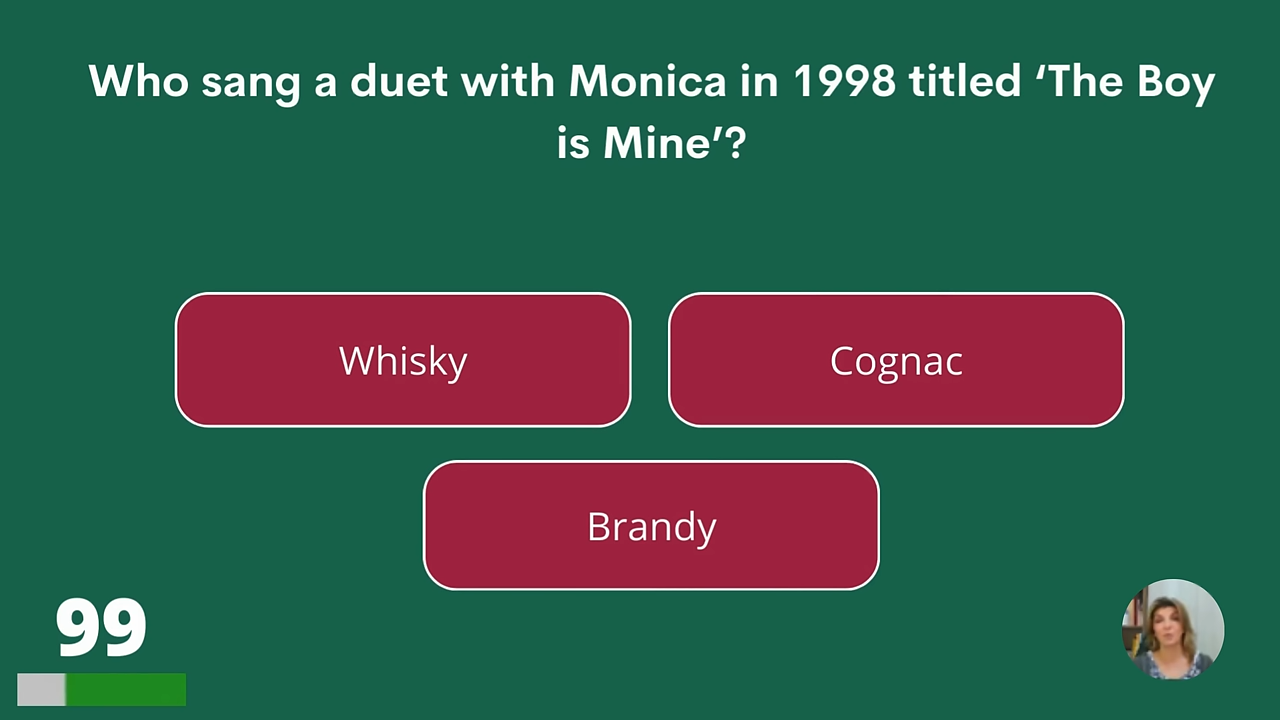 Who sang a duet with Monica in 1998 titled ‘The Boy
is Mine’?
Whisky
Cognac
Brandy
99